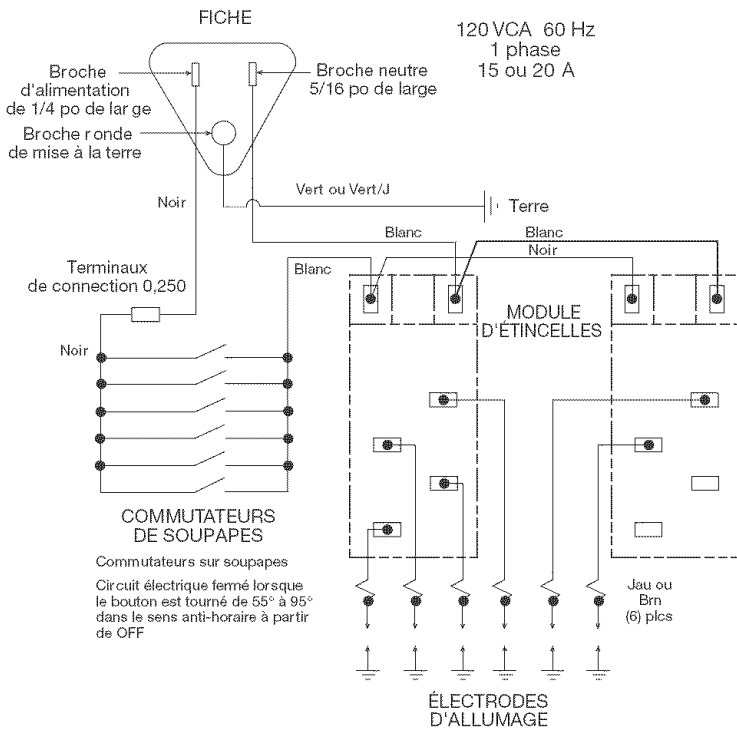 FICHE
120 VCA 60 Hz
1 phase
15 ou 20 A
Broche
d'alimentation
de 1/4 po de large
Broche neutre
5/16 po de large
Broche ronde
de mise à la terre
Vert ou Vert/J
Terre
Noir
Blanc
Blanc
Noir
Blanc
Terminaux
de connection 0,250
MODULE
D'ÉTINCELLES
Noir
COMMUTATEURS
DE SOUPAPES
Commutateurs sur soupapes
Circuit électrique fermé lorsque
le bouton est tourné de 55° à 95°
dans le sens anti-horaire à partir
de OFF
Jau ou
Brn
(6) plcs
ÉLECTRODES
D'ALLUMAGE